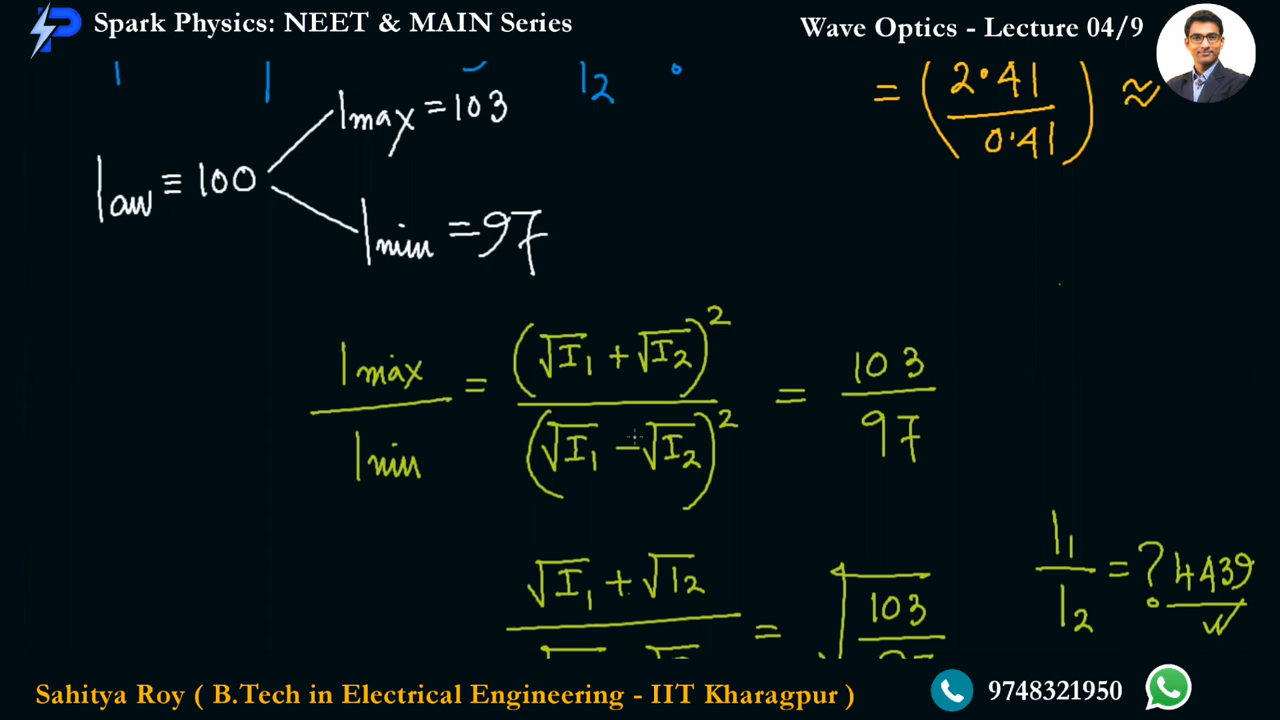 Spark Physics: NEET & MAIN Series
Wave Optics - Lecture 04/9
I₂
= (2.41 / 0.41) ≈
Imax = 103
Iav ≡ 100
Imin = 97
Imax / Imin = (√I₁ + √I₂)² / (√I₁ − √I₂)² = 103 / 97
I₁ / I₂ = ? 4439
√I₁ + √I₂ = √103
Sahitya Roy ( B.Tech in Electrical Engineering - IIT Kharagpur )
9748321950